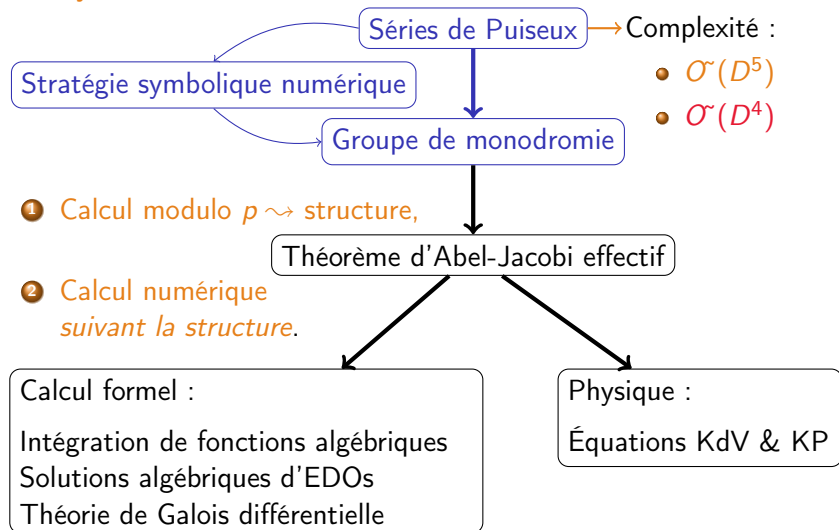 Séries de Puiseux
Complexité :
O˜(D⁵)
O˜(D⁴)
Stratégie symbolique numérique
Groupe de monodromie
1 Calcul modulo p ⇝ structure,
Théorème d'Abel-Jacobi effectif
2 Calcul numérique
suivant la structure.
Calcul formel :
Intégration de fonctions algébriques
Solutions algébriques d'EDOs
Théorie de Galois différentielle
Physique :
Équations KdV & KP